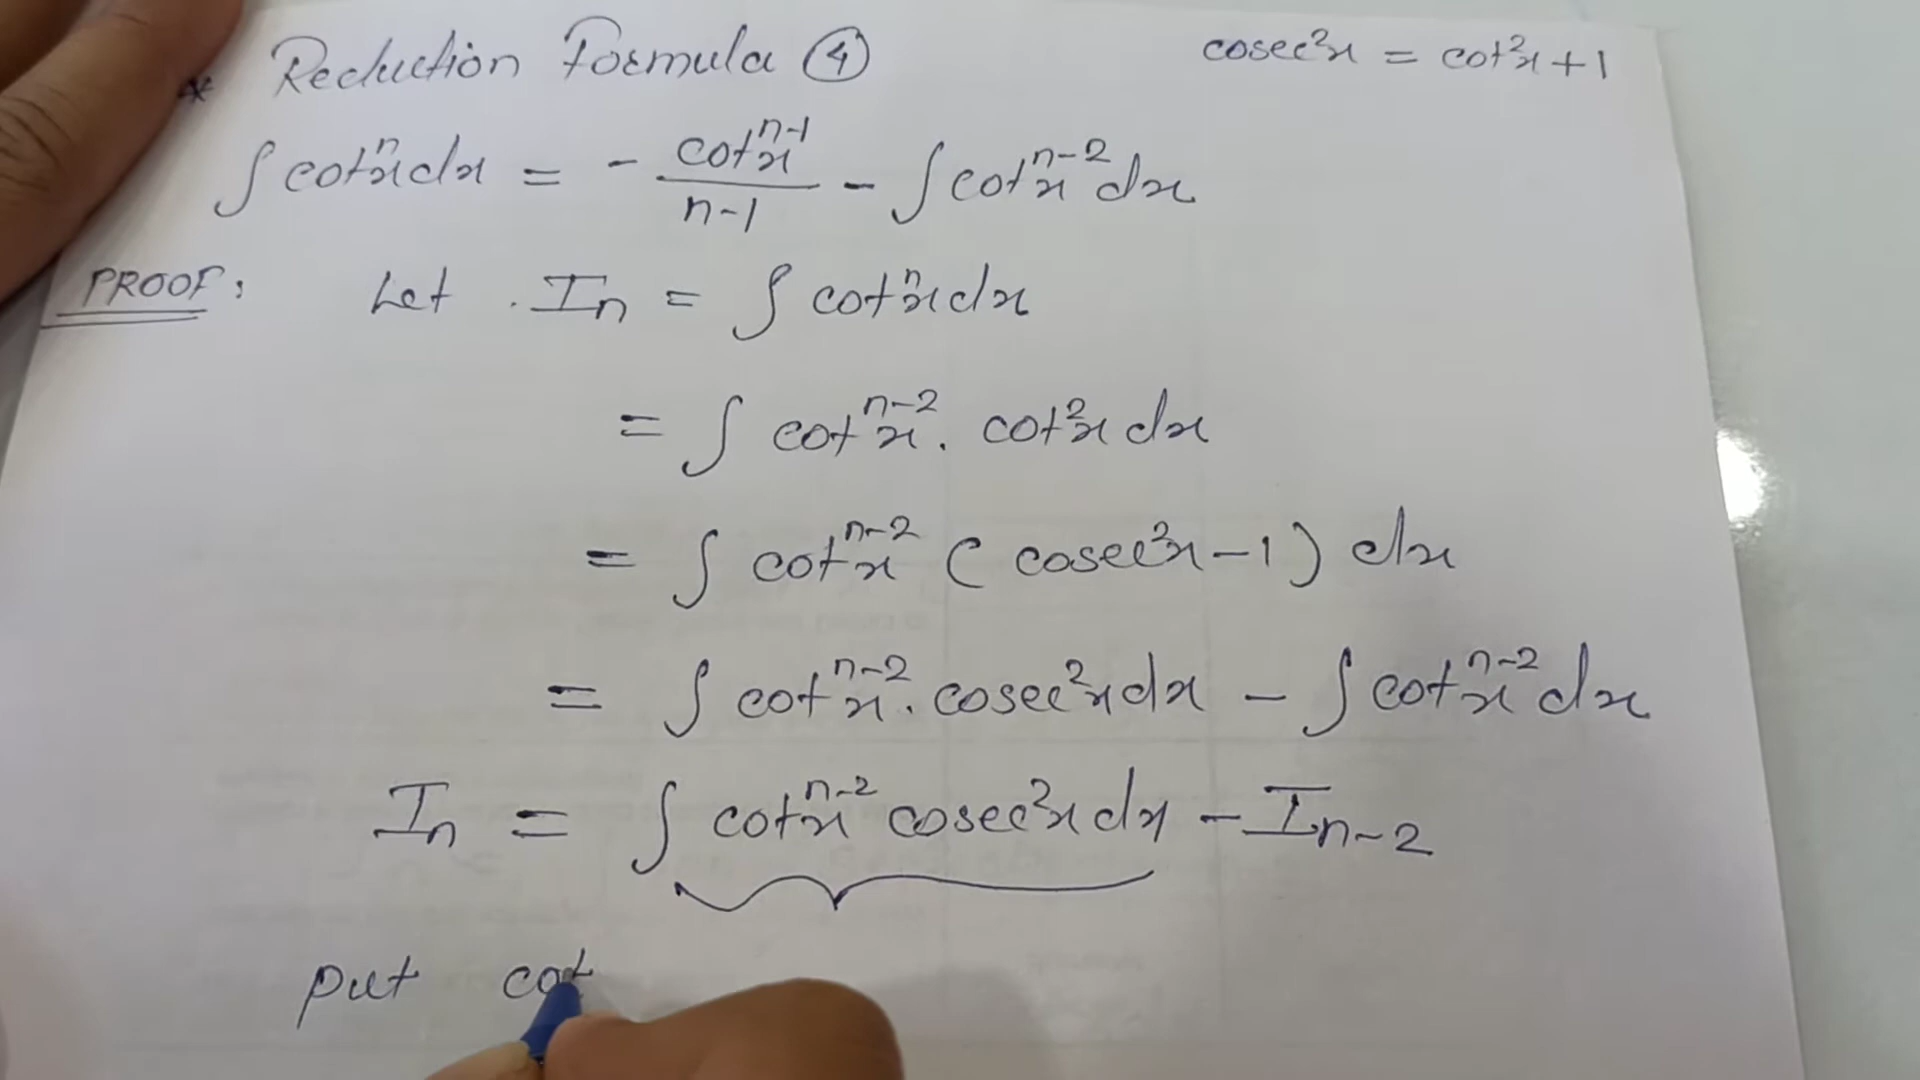 * Reduction Formula ④
cosec²x = cot²x + 1
∫ cotⁿx dx = - cotⁿ⁻¹x / n-1 - ∫ cotⁿ⁻²x dx
PROOF: Let Iₙ = ∫ cotⁿx dx
= ∫ cotⁿ⁻²x . cot²x dx
= ∫ cotⁿ⁻²x (cosec²x - 1) dx
= ∫ cotⁿ⁻²x . cosec²x dx - ∫ cotⁿ⁻²x dx
Iₙ = ∫ cotⁿ⁻²x cosec²x dx - Iₙ₋₂
put cot